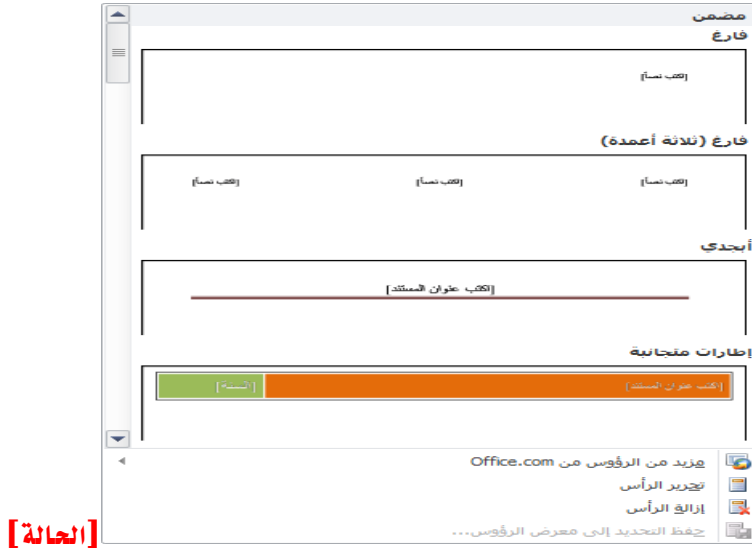 مضمن
فارغ
[اكتب نصاً]
فارغ (ثلاثة أعمدة)
[اكتب نصاً] [اكتب نصاً] [اكتب نصاً]
أبجدي
[اكتب عنوان المستند]
إطارات متجانبة
[اكتب عنوان المستند] [السنة]
مزيد من الرؤوس من Office.com
تحرير الرأس
إزالة الرأس
حفظ التحديد إلى معرض الرؤوس...
[الحالة]